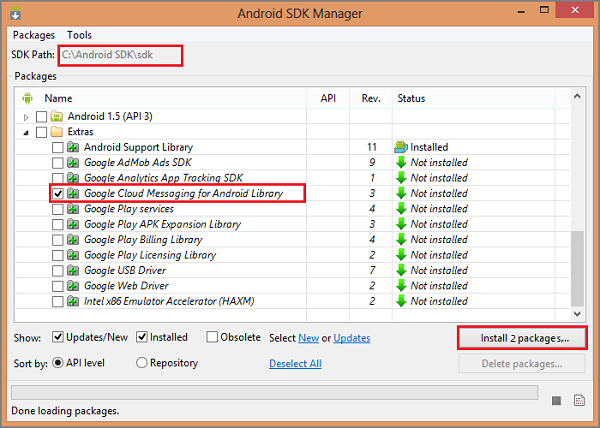 Android SDK Manager
Packages Tools
SDK Path: C:\Android SDK\sdk
Packages
Name API Rev. Status
Android 1.5 (API 3)
Extras
Android Support Library 11 Installed
Google AdMob Ads SDK 9 Not installed
Google Analytics App Tracking SDK 1 Not installed
Google Cloud Messaging for Android Library 3 Not installed
Google Play services 4 Not installed
Google Play APK Expansion Library 3 Not installed
Google Play Billing Library 4 Not installed
Google Play Licensing Library 2 Not installed
Google USB Driver 7 Not installed
Google Web Driver 2 Not installed
Intel x86 Emulator Accelerator (HAXM) 2 Not installed
Show: Updates/New Installed Obsolete Select New or Updates Install 2 packages...
Sort by: API level Repository Deselect All Delete packages...
Done loading packages.